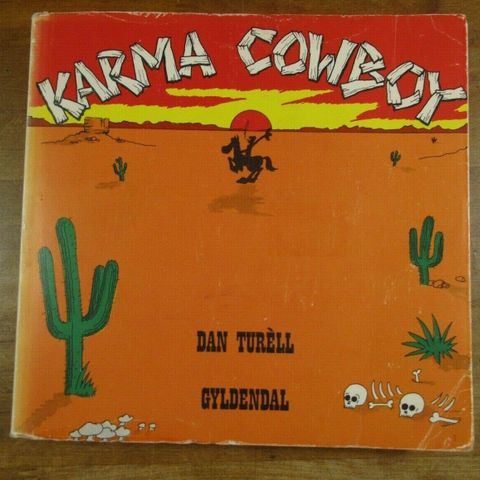 KARMA COWBOY
DAN TURÈLL
GYLDENDAL